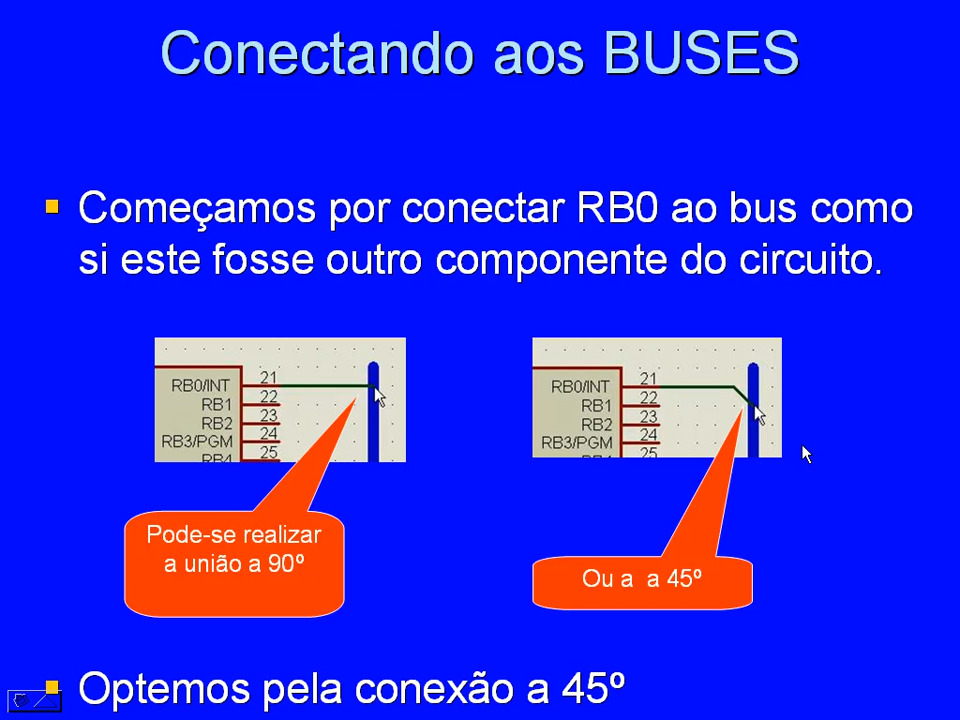 Conectando aos BUSES
Começamos por conectar RB0 ao bus como
si este fosse outro componente do circuito.
RB0/INT 21
RB1 22
RB2 23
RB3/PGM 24
RB4 25
RB0/INT 21
RB1 22
RB2 23
RB3/PGM 24
RB4 25
Pode-se realizar
a união a 90º
Ou a a 45º
Optemos pela conexão a 45º